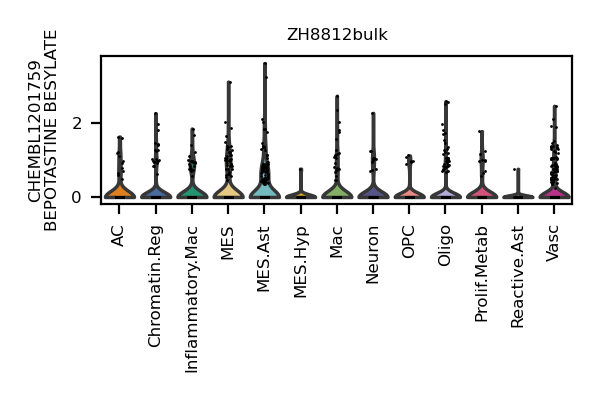 ZH8812bulk
CHEMBL1201759
BEPOTASTINE BESYLATE
2
0
AC
Chromatin.Reg
Inflammatory.Mac
MES
MES.Ast
MES.Hyp
Mac
Neuron
OPC
Oligo
Prolif.Metab
Reactive.Ast
Vasc